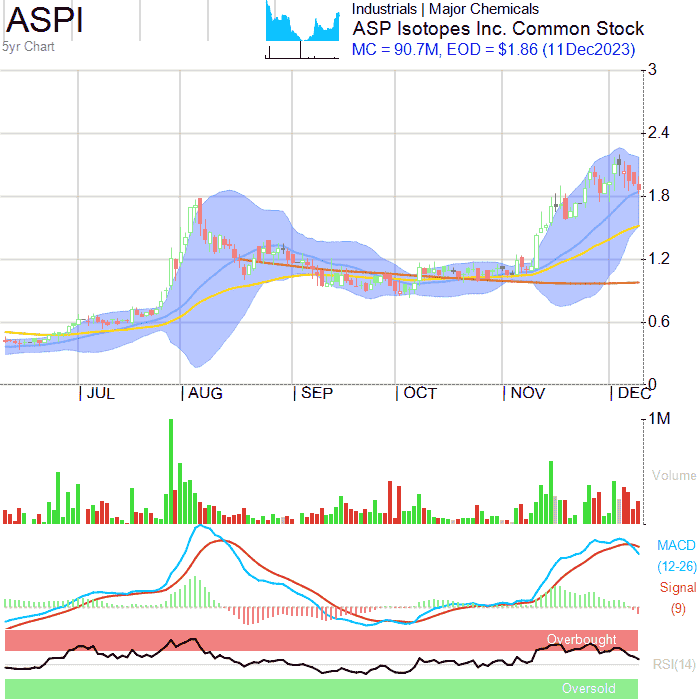 ASPI
5yr Chart
Industrials | Major Chemicals
ASP Isotopes Inc. Common Stock
MC = 90.7M, EOD = $1.86 (11Dec2023)
3
2.4
1.8
1.2
0.6
0
| JUL | AUG | SEP | OCT | NOV | DEC
1M
Volume
MACD
(12-26)
Signal
(9)
Overbought
RSI(14)
Oversold